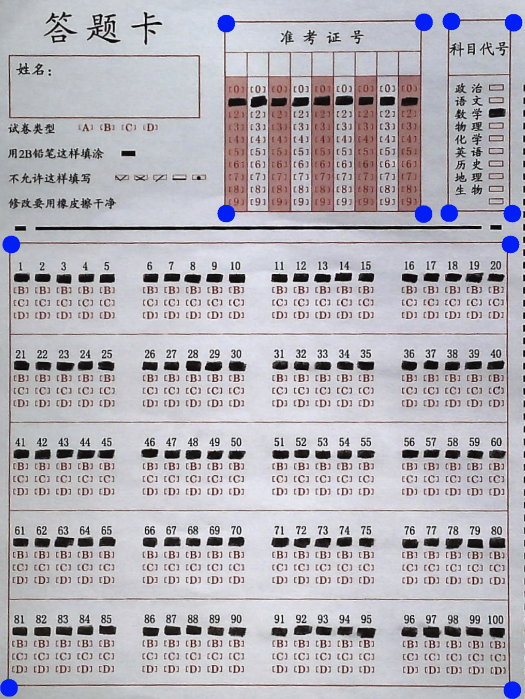 答题卡
姓名:
试卷类型 [A] [B] [C] [D]
用2B铅笔这样填涂
不允许这样填写
修改要用橡皮擦干净
准考证号
[0] [0] [0] [0] [0] [0] [0] [0] [0]
[2] [2] [2] [2] [2] [2] [2] [2] [2]
[3] [3] [3] [3] [3] [3] [3] [3] [3]
[4] [4] [4] [4] [4] [4] [4] [4] [4]
[5] [5] [5] [5] [5] [5] [5] [5] [5]
[6] [6] [6] [6] [6] [6] [6] [6] [6]
[7] [7] [7] [7] [7] [7] [7] [7] [7]
[8] [8] [8] [8] [8] [8] [8] [8] [8]
[9] [9] [9] [9] [9] [9] [9] [9] [9]
科目代号
政治
语文
数学
物理
化学
英语
历史
地理
生物
1 2 3 4 5 6 7 8 9 10 11 12 13 14 15 16 17 18 19 20
[B] [B] [B] [B] [B] [B] [B] [B] [B] [B] [B] [B] [B] [B] [B] [B] [B] [B] [B] [B]
[C] [C] [C] [C] [C] [C] [C] [C] [C] [C] [C] [C] [C] [C] [C] [C] [C] [C] [C] [C]
[D] [D] [D] [D] [D] [D] [D] [D] [D] [D] [D] [D] [D] [D] [D] [D] [D] [D] [D] [D]
21 22 23 24 25 26 27 28 29 30 31 32 33 34 35 36 37 38 39 40
[B] [B] [B] [B] [B] [B] [B] [B] [B] [B] [B] [B] [B] [B] [B] [B] [B] [B] [B] [B]
[C] [C] [C] [C] [C] [C] [C] [C] [C] [C] [C] [C] [C] [C] [C] [C] [C] [C] [C] [C]
[D] [D] [D] [D] [D] [D] [D] [D] [D] [D] [D] [D] [D] [D] [D] [D] [D] [D] [D] [D]
41 42 43 44 45 46 47 48 49 50 51 52 53 54 55 56 57 58 59 60
[B] [B] [B] [B] [B] [B] [B] [B] [B] [B] [B] [B] [B] [B] [B] [B] [B] [B] [B] [B]
[C] [C] [C] [C] [C] [C] [C] [C] [C] [C] [C] [C] [C] [C] [C] [C] [C] [C] [C] [C]
[D] [D] [D] [D] [D] [D] [D] [D] [D] [D] [D] [D] [D] [D] [D] [D] [D] [D] [D] [D]
61 62 63 64 65 66 67 68 69 70 71 72 73 74 75 76 77 78 79 80
[B] [B] [B] [B] [B] [B] [B] [B] [B] [B] [B] [B] [B] [B] [B] [B] [B] [B] [B] [B]
[C] [C] [C] [C] [C] [C] [C] [C] [C] [C] [C] [C] [C] [C] [C] [C] [C] [C] [C] [C]
[D] [D] [D] [D] [D] [D] [D] [D] [D] [D] [D] [D] [D] [D] [D] [D] [D] [D] [D] [D]
81 82 83 84 85 86 87 88 89 90 91 92 93 94 95 96 97 98 99 100
[B] [B] [B] [B] [B] [B] [B] [B] [B] [B] [B] [B] [B] [B] [B] [B] [B] [B] [B] [B]
[C] [C] [C] [C] [C] [C] [C] [C] [C] [C] [C] [C] [C] [C] [C] [C] [C] [C] [C] [C]
[D] [D] [D] [D] [D] [D] [D] [D] [D] [D] [D] [D] [D] [D] [D] [D] [D] [D] [D] [D]